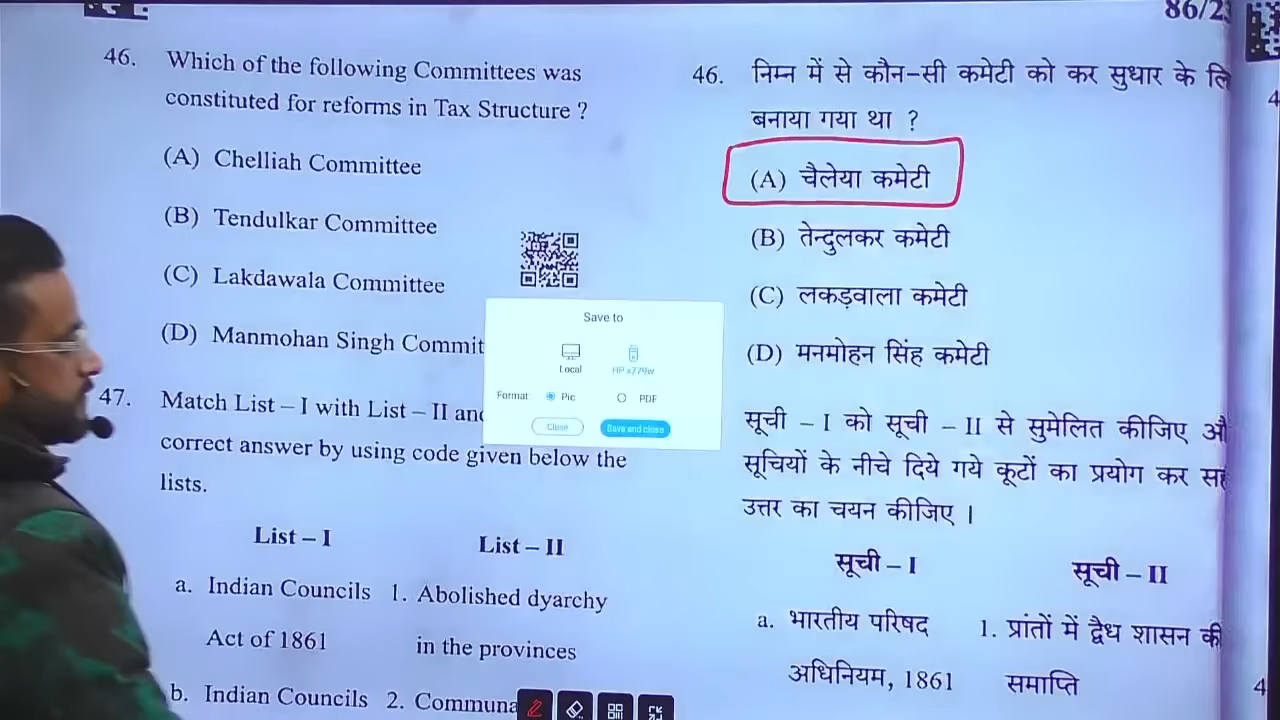 86/2
46. Which of the following Committees was
constituted for reforms in Tax Structure ?
(A) Chelliah Committee
(B) Tendulkar Committee
(C) Lakdawala Committee
(D) Manmohan Singh Commit
47. Match List – I with List – II and
correct answer by using code given below the
lists.
List – I List – II
a. Indian Councils 1. Abolished dyarchy
Act of 1861 in the provinces
b. Indian Councils 2. Communa
Save to
Local HP x779w
Format Pic PDF
Close Save and close
46. निम्न में से कौन-सी कमेटी को कर सुधार के लि
बनाया गया था ?
(A) चैलेया कमेटी
(B) तेन्दुलकर कमेटी
(C) लकड़वाला कमेटी
(D) मनमोहन सिंह कमेटी
सूची – I को सूची – II से सुमेलित कीजिए औ
सूचियों के नीचे दिये गये कूटों का प्रयोग कर सह
उत्तर का चयन कीजिए ।
सूची – I सूची – II
a. भारतीय परिषद 1. प्रांतों में द्वैध शासन की
अधिनियम, 1861 समाप्ति
4
4